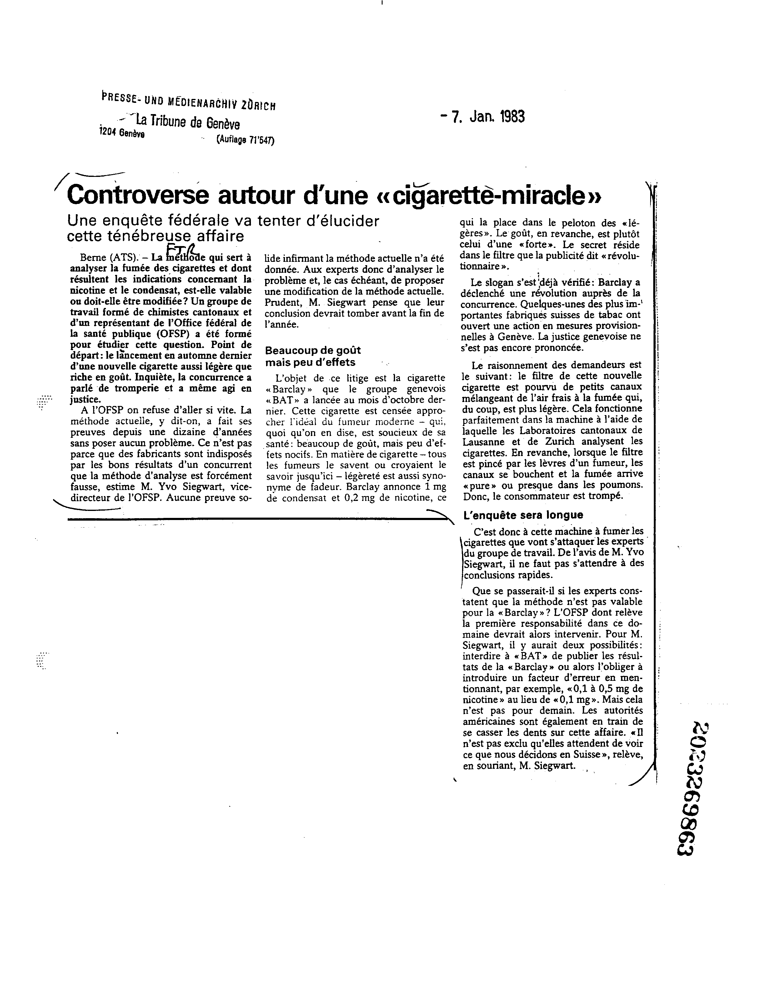 PRESSE- UND MEDIENARCHIV ZÜRICH
La Tribune de Genève
1204 Genève
(Auflage 71'547)
- 7. Jan. 1983
Controverse autour d'une «cigarette-miracle»
Une enquête fédérale va tenter d'élucider
cette ténébreuse affaire
Berne (ATS). – La méthode qui sert à
analyser la fumée des cigarettes et dont
résultent les indications concernant la
nicotine et le condensat, est-elle valable
ou doit-elle être modifiée? Un groupe de
travail formé de chimistes cantonaux et
d'un représentant de l'Office fédéral de
la santé publique (OFSP) a été formé
pour étudier cette question. Point de
départ: le lancement en automne dernier
d'une nouvelle cigarette aussi légère que
riche en goût. Inquiète, la concurrence a
parlé de tromperie et a même agi en
justice.
A l'OFSP on refuse d'aller si vite. La
méthode actuelle, y dit-on, a fait ses
preuves depuis une dizaine d'années
sans poser aucun problème. Ce n'est pas
parce que des fabricants sont indisposés
par les bons résultats d'un concurrent
que la méthode d'analyse est forcément
fausse, estime M. Yvo Siegwart, vice-
directeur de l'OFSP. Aucune preuve so-
lide infirmant la méthode actuelle n'a été
donnée. Aux experts donc d'analyser le
problème et, le cas échéant, de proposer
une modification de la méthode actuelle.
Prudent, M. Siegwart pense que leur
conclusion devrait tomber avant la fin de
l'année.
Beaucoup de goût
mais peu d'effets
L'objet de ce litige est la cigarette
«Barclay» que le groupe genevois
«BAT» a lancée au mois d'octobre der-
nier. Cette cigarette est censée appro-
cher l'idéal du fumeur moderne – qui,
quoi qu'on en dise, est soucieux de sa
santé: beaucoup de goût, mais peu d'ef-
fets nocifs. En matière de cigarette – tous
les fumeurs le savent ou croyaient le
savoir jusqu'ici – légèreté est aussi syno-
nyme de fadeur. Barclay annonce 1 mg
de condensat et 0,2 mg de nicotine, ce
qui la place dans le peloton des «lé-
gères». Le goût, en revanche, est plutôt
celui d'une «forte». Le secret réside
dans le filtre que la publicité dit «révolu-
tionnaire».
Le slogan s'est déjà vérifié: Barclay a
déclenché une révolution auprès de la
concurrence. Quelques-unes des plus im-
portantes fabriques suisses de tabac ont
ouvert une action en mesures provision-
nelles à Genève. La justice genevoise ne
s'est pas encore prononcée.
Le raisonnement des demandeurs est
le suivant: le filtre de cette nouvelle
cigarette est pourvu de petits canaux
mélangeant de l'air frais à la fumée qui,
du coup, est plus légère. Cela fonctionne
parfaitement dans la machine à l'aide de
laquelle les Laboratoires cantonaux de
Lausanne et de Zurich analysent les
cigarettes. En revanche, lorsque le filtre
est pincé par les lèvres d'un fumeur, les
canaux se bouchent et la fumée arrive
«pure» ou presque dans les poumons.
Donc, le consommateur est trompé.
L'enquête sera longue
C'est donc à cette machine à fumer les
cigarettes que vont s'attaquer les experts
du groupe de travail. De l'avis de M. Yvo
Siegwart, il ne faut pas s'attendre à des
conclusions rapides.
Que se passerait-il si les experts cons-
tatent que la méthode n'est pas valable
pour la «Barclay»? L'OFSP dont relève
la première responsabilité dans ce do-
maine devrait alors intervenir. Pour M.
Siegwart, il y aurait deux possibilités:
interdire à «BAT» de publier les résul-
tats de la «Barclay» ou alors l'obliger à
introduire un facteur d'erreur en men-
tionnant, par exemple, «0,1 à 0,5 mg de
nicotine» au lieu de «0,1 mg». Mais cela
n'est pas pour demain. Les autorités
américaines sont également en train de
se casser les dents sur cette affaire. «Il
n'est pas exclu qu'elles attendent de voir
ce que nous décidons en Suisse», relève,
en souriant, M. Siegwart.
2023269863